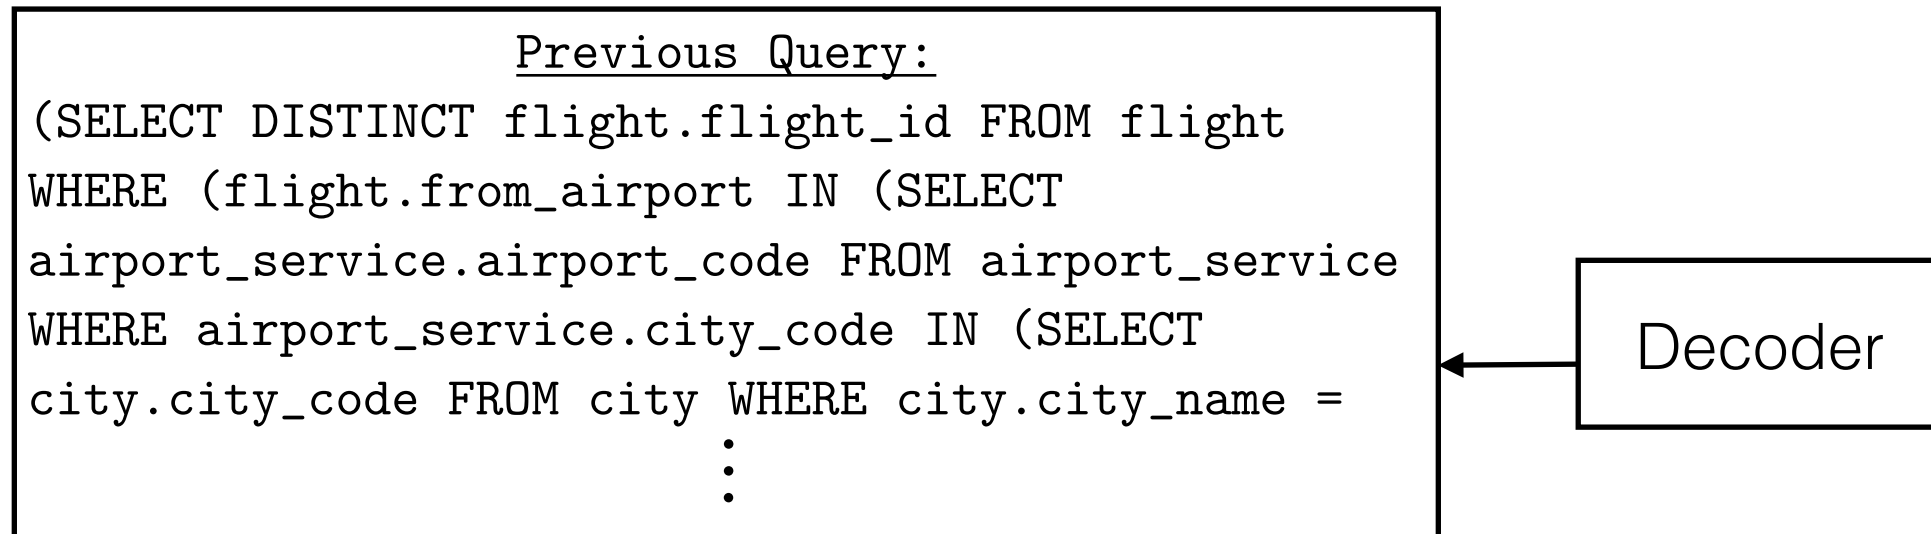 Previous Query:
(SELECT DISTINCT flight.flight_id FROM flight
WHERE (flight.from_airport IN (SELECT
airport_service.airport_code FROM airport_service
WHERE airport_service.city_code IN (SELECT
city.city_code FROM city WHERE city.city_name =
Decoder